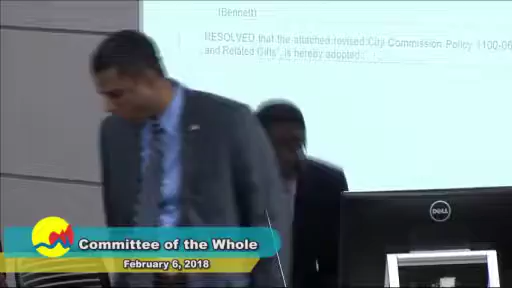 (Bennett)
RESOLVED that the attached revised City Commission Policy 1100-06
and Related Gifts", is hereby adopted.
DELL
Committee of the Whole
February 6, 2018